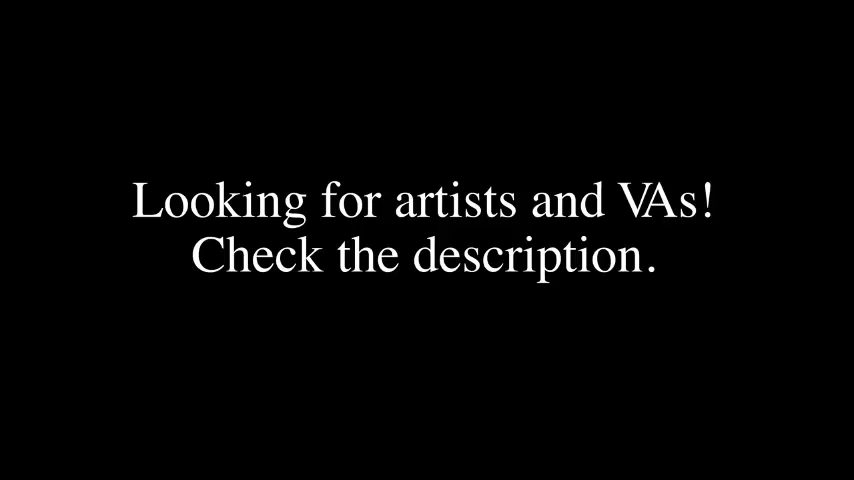 Looking for artists and VAs!
Check the description.